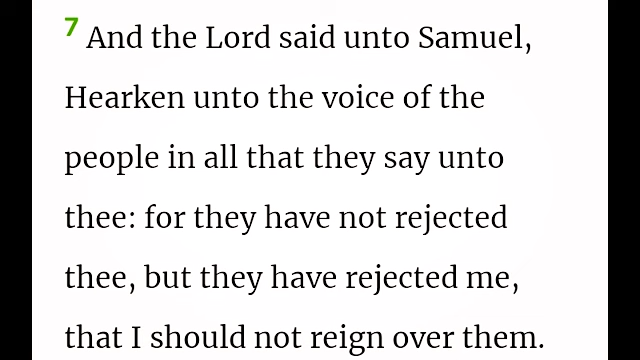 7 And the Lord said unto Samuel,
Hearken unto the voice of the
people in all that they say unto
thee: for they have not rejected
thee, but they have rejected me,
that I should not reign over them.